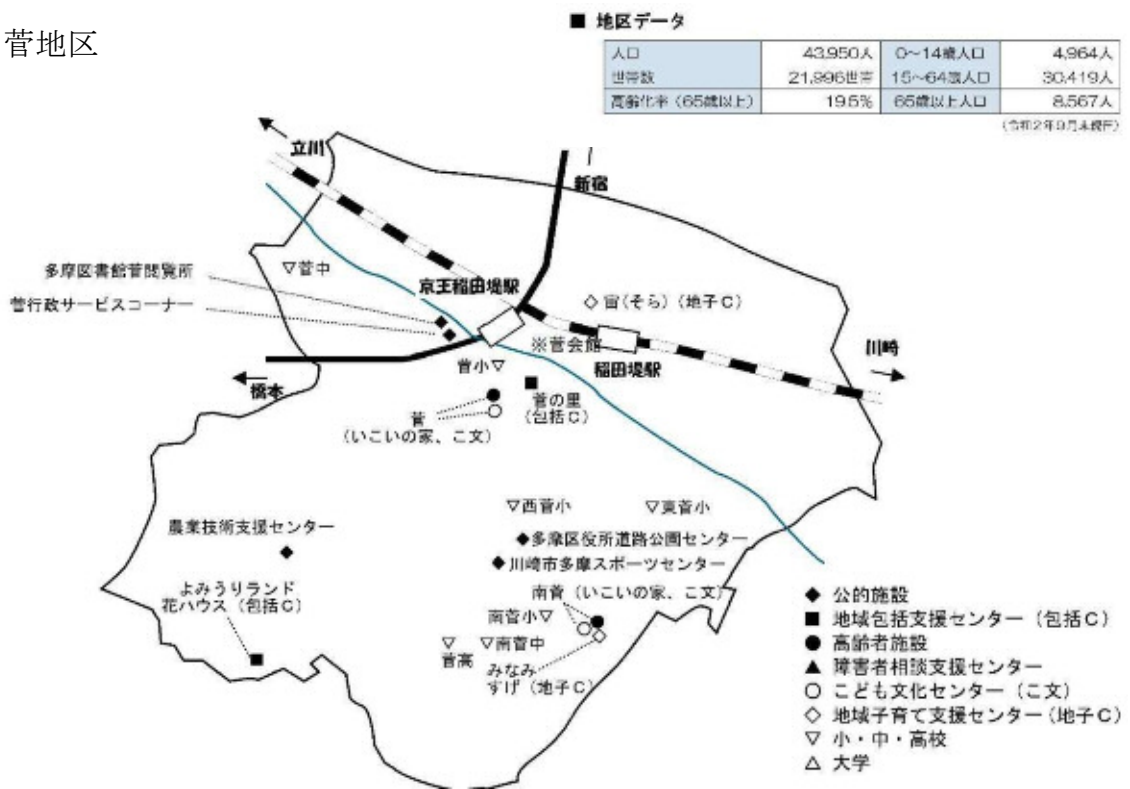 菅地区
■ 地区データ
人口 43,950人 0～14歳人口 4,964人
世帯数 21,996世帯 15～64歳人口 30,419人
高齢化率(65歳以上) 19.5% 65歳以上人口 8,567人
(令和2年9月末現在)
立川
新宿
多摩区書館菅閲覧所
▽菅中
京王稲田堤駅
◇宙(そら)(地子C)
菅行政サービスコーナー
※菅会館
川崎
菅小▽
稲田堤駅
橋本
菅の里
(包括C)
菅
(いこいの家、こ文)
▽西菅小
▽東菅小
農業技術支援センター
◆多摩区役所道路公園センター
◆川崎市多摩スポーツセンター
よみうりランド
花ハウス(包括C)
南菅(いこいの家、こ文)
南菅小▽
▽
菅高
▽南菅中
みなみ
すげ(地子C)
◆ 公的施設
■ 地域包括支援センター(包括C)
● 高齢者施設
▲ 障害者相談支援センター
○ こども文化センター(こ文)
◇ 地域子育て支援センター(地子C)
▽ 小・中・高校
△ 大学